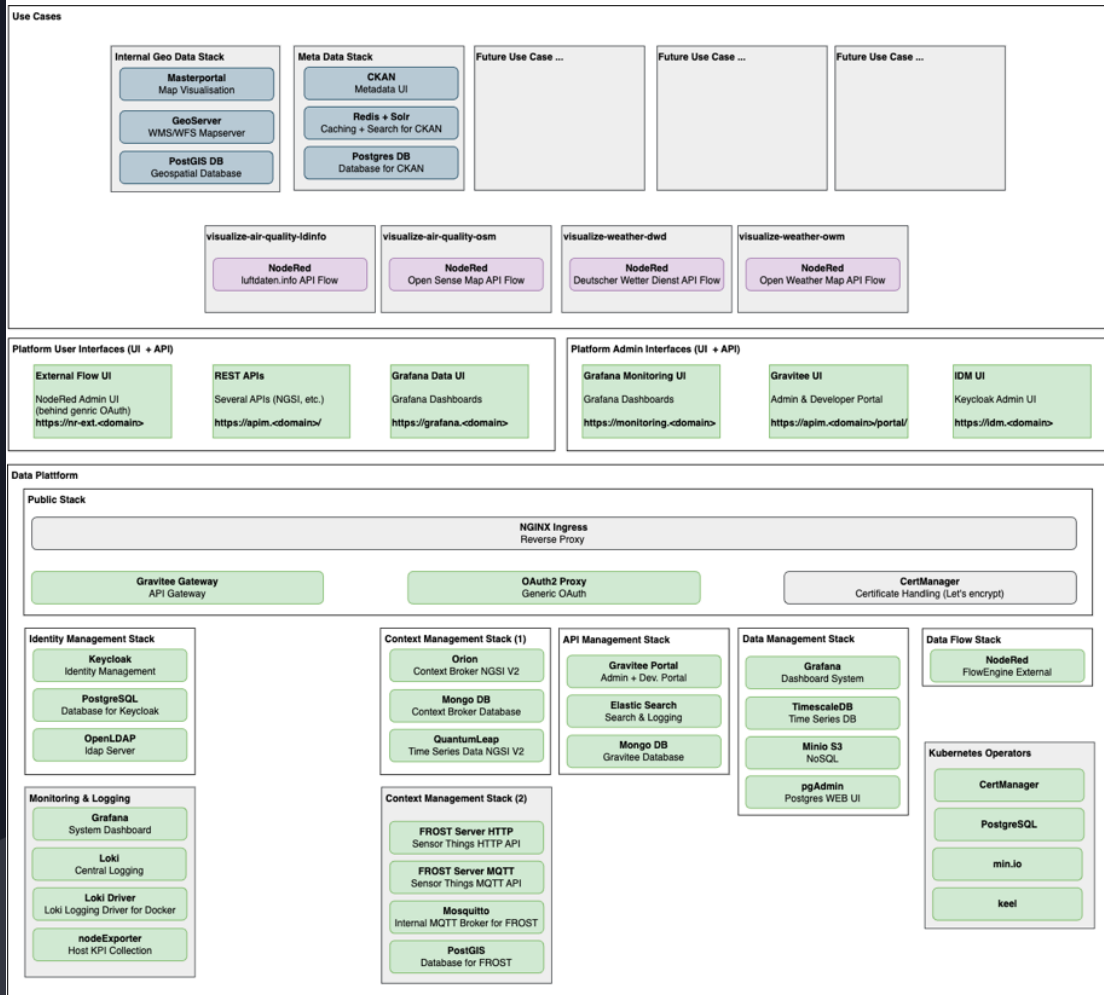 Use Cases
Internal Geo Data Stack
Masterportal
Map Visualisation
GeoServer
WMS/WFS Mapserver
PostGIS DB
Geospatial Database
Meta Data Stack
CKAN
Metadata UI
Redis + Solr
Caching + Search for CKAN
Postgres DB
Database for CKAN
Future Use Case ...
Future Use Case ...
Future Use Case ...
visualize-air-quality-ldinfo
NodeRed
luftdaten.info API Flow
visualize-air-quality-osm
NodeRed
Open Sense Map API Flow
visualize-weather-dwd
NodeRed
Deutscher Wetter Dienst API Flow
visualize-weather-owm
NodeRed
Open Weather Map API Flow
Platform User Interfaces (UI + API)
External Flow UI
NodeRed Admin UI
(behind genric OAuth)
https://nr-ext.<domain>
REST APIs
Several APIs (NGSI, etc.)
https://apim.<domain>/
Grafana Data UI
Grafana Dashboards
https://grafana.<domain>
Platform Admin Interfaces (UI + API)
Grafana Monitoring UI
Grafana Dashboards
https://monitoring.<domain>
Gravitee UI
Admin & Developer Portal
https://apim.<domain>/portal/
IDM UI
Keycloak Admin UI
https://idm.<domain>
Data Plattform
Public Stack
NGINX Ingress
Reverse Proxy
Gravitee Gateway
API Gateway
OAuth2 Proxy
Generic OAuth
CertManager
Certificate Handling (Let's encrypt)
Identity Management Stack
Keycloak
Identity Management
PostgreSQL
Database for Keycloak
OpenLDAP
ldap Server
Context Management Stack (1)
Orion
Context Broker NGSI V2
Mongo DB
Context Broker Database
QuantumLeap
Time Series Data NGSI V2
API Management Stack
Gravitee Portal
Admin + Dev. Portal
Elastic Search
Search & Logging
Mongo DB
Gravitee Database
Data Management Stack
Grafana
Dashboard System
TimescaleDB
Time Series DB
Minio S3
NoSQL
pgAdmin
Postgres WEB UI
Data Flow Stack
NodeRed
FlowEngine External
Kubernetes Operators
CertManager
PostgreSQL
min.io
keel
Monitoring & Logging
Grafana
System Dashboard
Loki
Central Logging
Loki Driver
Loki Logging Driver for Docker
nodeExporter
Host KPI Collection
Context Management Stack (2)
FROST Server HTTP
Sensor Things HTTP API
FROST Server MQTT
Sensor Things MQTT API
Mosquitto
Internal MQTT Broker for FROST
PostGIS
Database for FROST